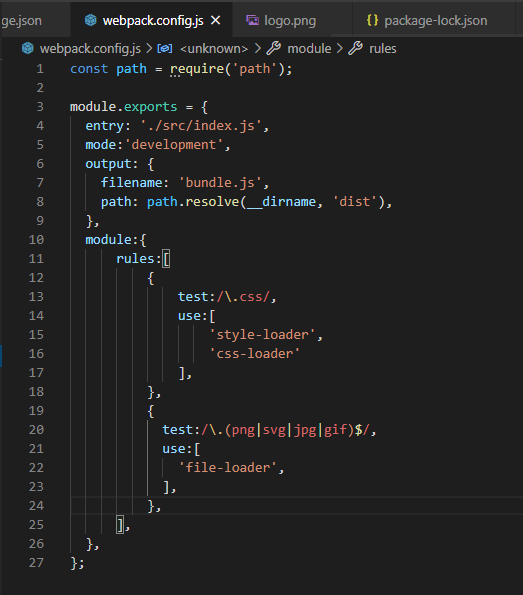 ge.json webpack.config.js logo.png package-lock.json
webpack.config.js > <unknown> > module > rules
1 const path = require('path');
2
3 module.exports = {
4 entry: './src/index.js',
5 mode:'development',
6 output: {
7 filename: 'bundle.js',
8 path: path.resolve(__dirname, 'dist'),
9 },
10 module:{
11 rules:[
12 {
13 test:/\.css/,
14 use:[
15 'style-loader',
16 'css-loader'
17 ],
18 },
19 {
20 test:/\.(png|svg|jpg|gif)$/,
21 use:[
22 'file-loader',
23 ],
24 },
25 ],
26 },
27 };